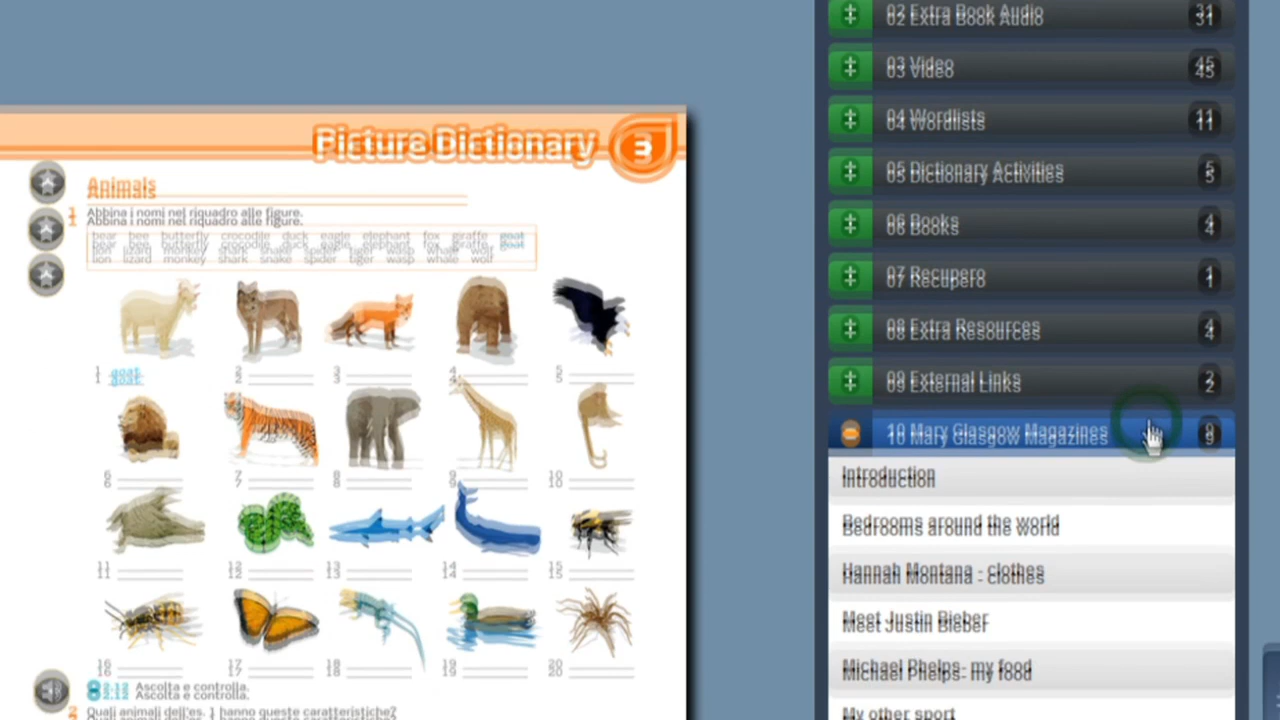 Picture Dictionary 3
Animals
1 Abbina i nomi nel riquadro alle figure.
bear bee butterfly crocodile duck eagle elephant fox giraffe goat
lion lizard monkey shark snake spider tiger wasp whale wolf
1 goat 2 3 4 5
6 7 8 9 10
11 12 13 14 15
16 17 18 19 20
2.12 Ascolta e controlla.
2 Quali animali dell'es. 1 hanno queste caratteristiche?
02 Extra Book Audio 31
03 Video 45
04 Wordlists 11
05 Dictionary Activities 5
06 Books 4
07 Recupero 1
08 Extra Resources 4
09 External Links 2
10 Mary Glasgow Magazines 9
Introduction
Bedrooms around the world
Hannah Montana - clothes
Meet Justin Bieber
Michael Phelps- my food
My other sport